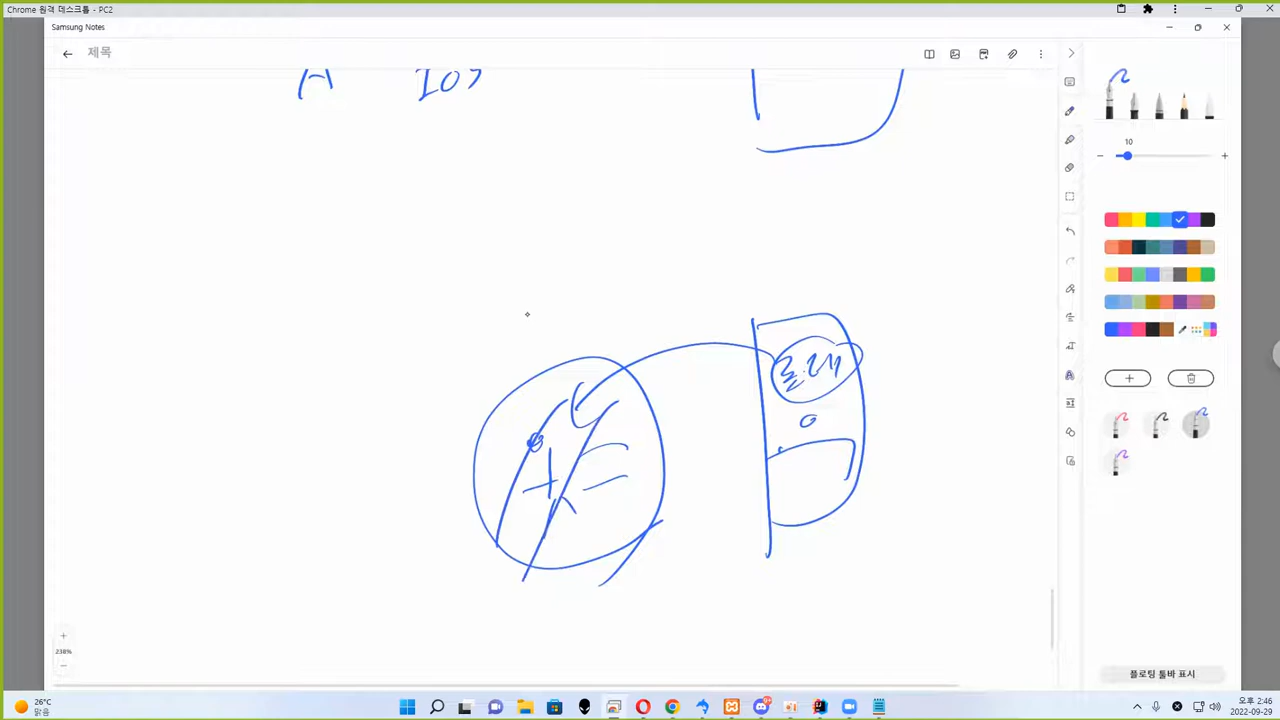 Chrome 원격 데스크톱 - PC2
Samsung Notes
제목
A IOS
10
238%
플로팅 툴바 표시
26°C
맑음
오후 2:46
2022-09-29